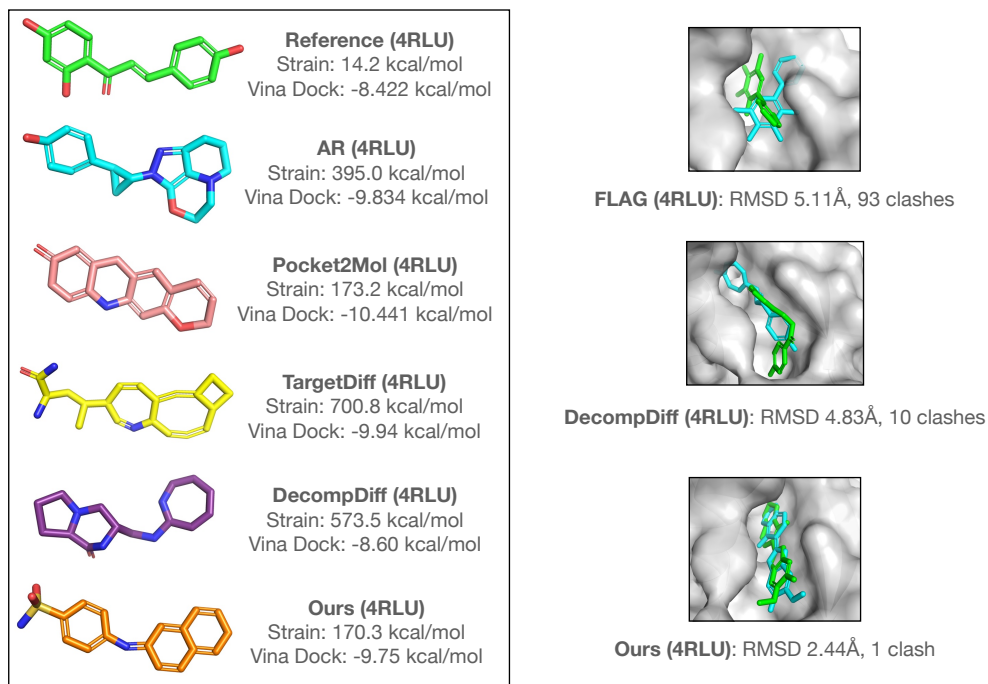 Reference (4RLU)
Strain: 14.2 kcal/mol
Vina Dock: -8.422 kcal/mol
AR (4RLU)
Strain: 395.0 kcal/mol
Vina Dock: -9.834 kcal/mol
Pocket2Mol (4RLU)
Strain: 173.2 kcal/mol
Vina Dock: -10.441 kcal/mol
TargetDiff (4RLU)
Strain: 700.8 kcal/mol
Vina Dock: -9.94 kcal/mol
DecompDiff (4RLU)
Strain: 573.5 kcal/mol
Vina Dock: -8.60 kcal/mol
Ours (4RLU)
Strain: 170.3 kcal/mol
Vina Dock: -9.75 kcal/mol
FLAG (4RLU): RMSD 5.11Å, 93 clashes
DecompDiff (4RLU): RMSD 4.83Å, 10 clashes
Ours (4RLU): RMSD 2.44Å, 1 clash